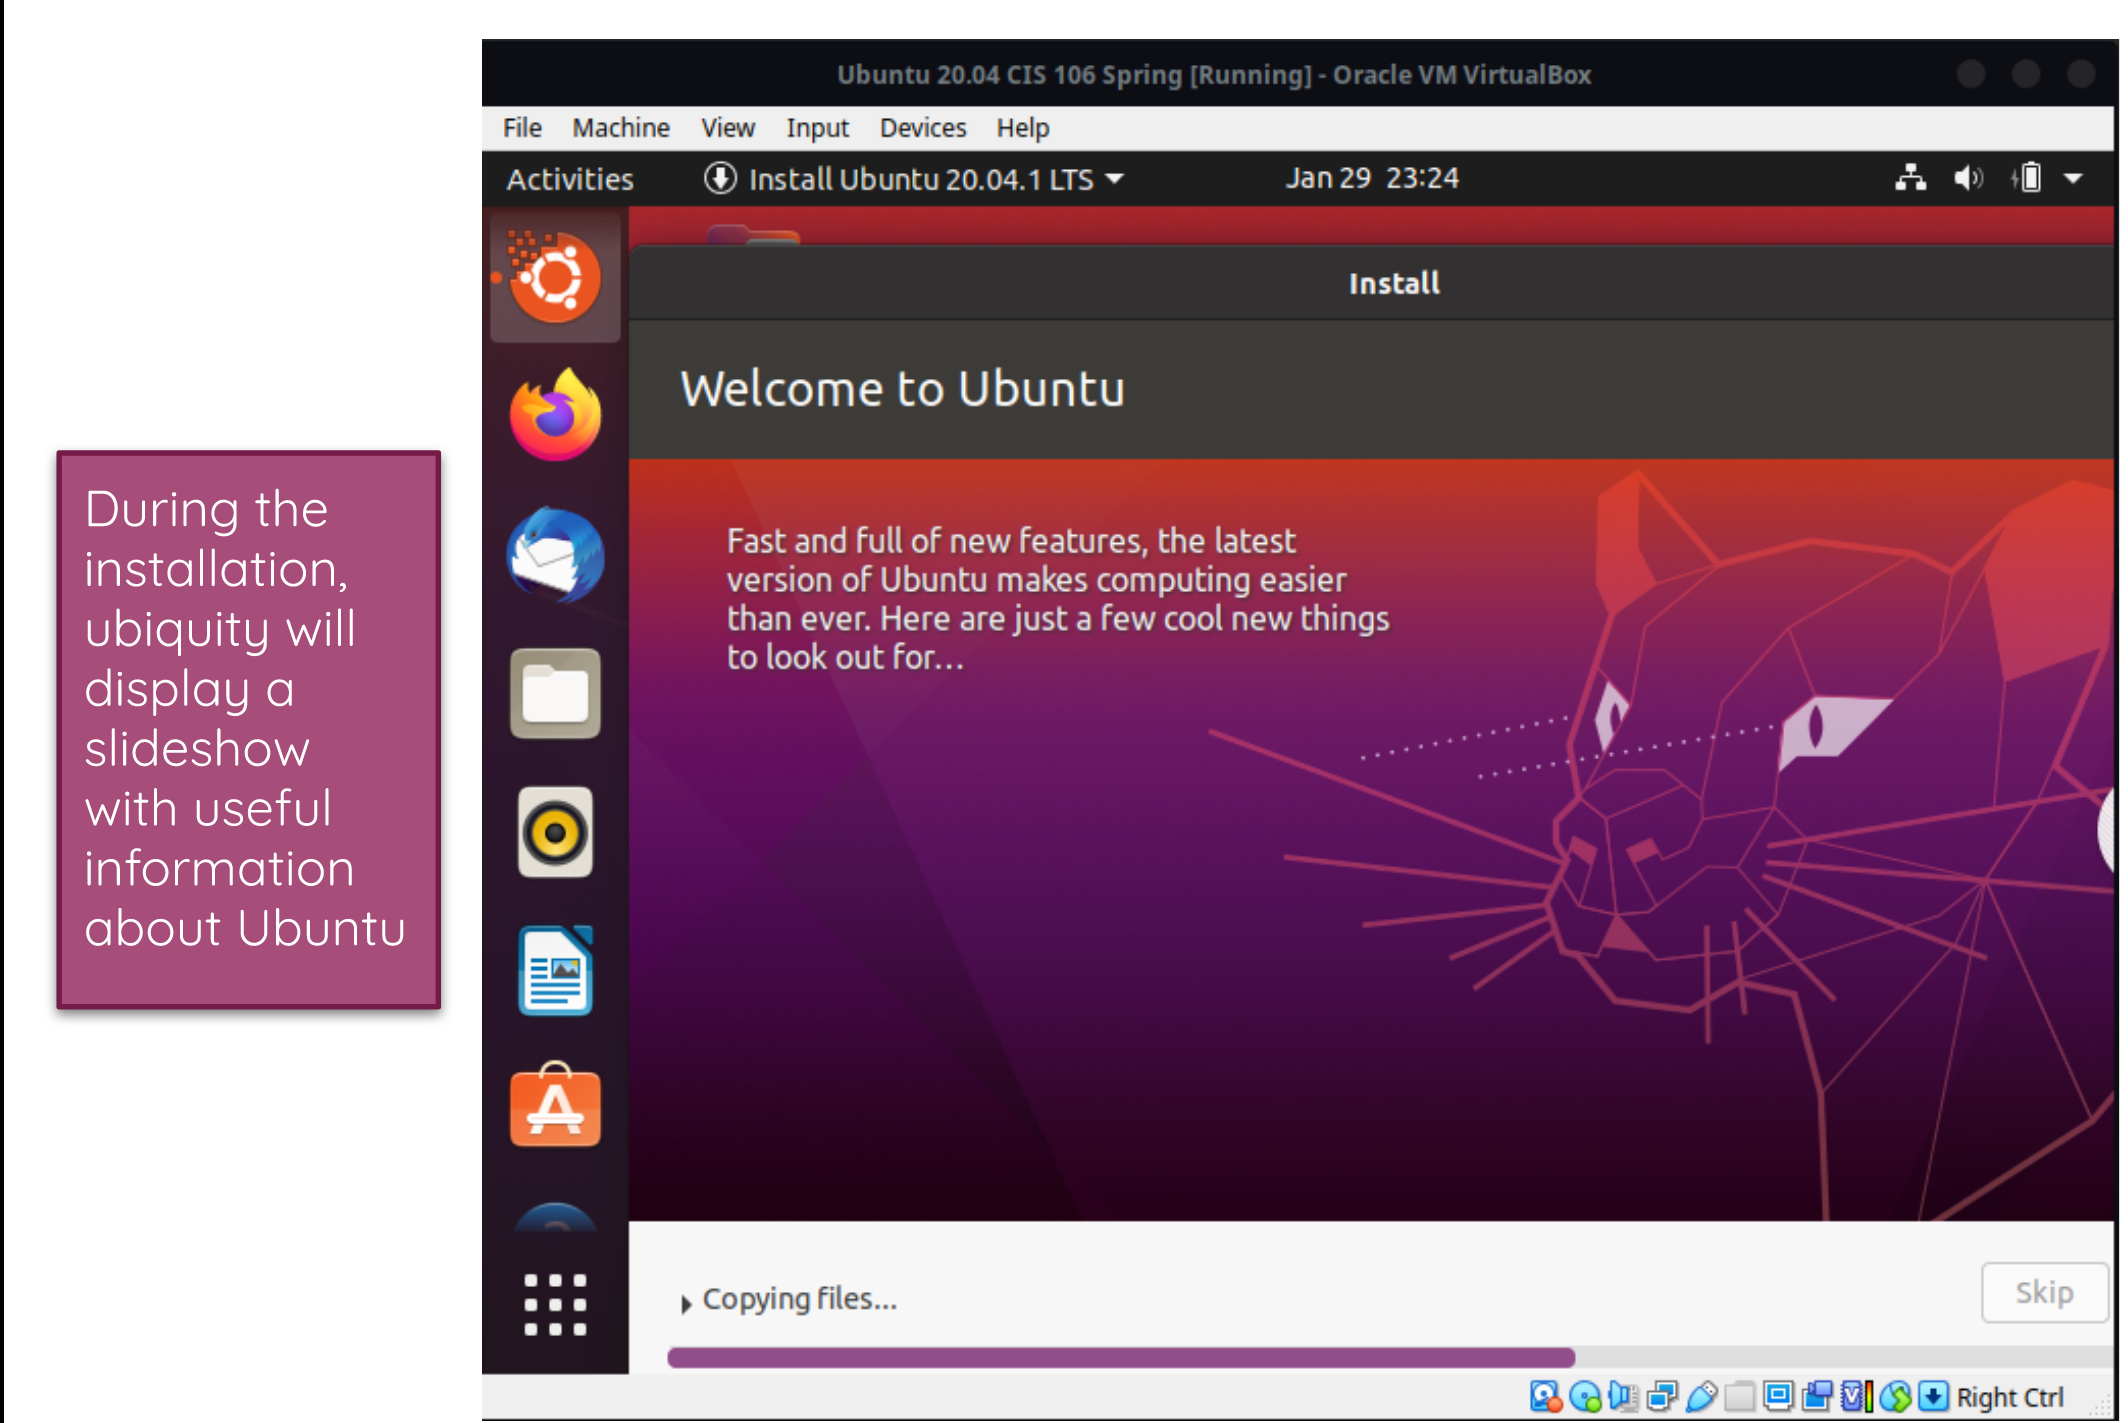 Ubuntu 20.04 CIS 106 Spring [Running] - Oracle VM VirtualBox
File Machine View Input Devices Help
Activities Install Ubuntu 20.04.1 LTS Jan 29 23:24
Install
Welcome to Ubuntu
During the
installation,
ubiquity will
display a
slideshow
with useful
information
about Ubuntu
Fast and full of new features, the latest
version of Ubuntu makes computing easier
than ever. Here are just a few cool new things
to look out for...
Copying files...
Skip
Right Ctrl